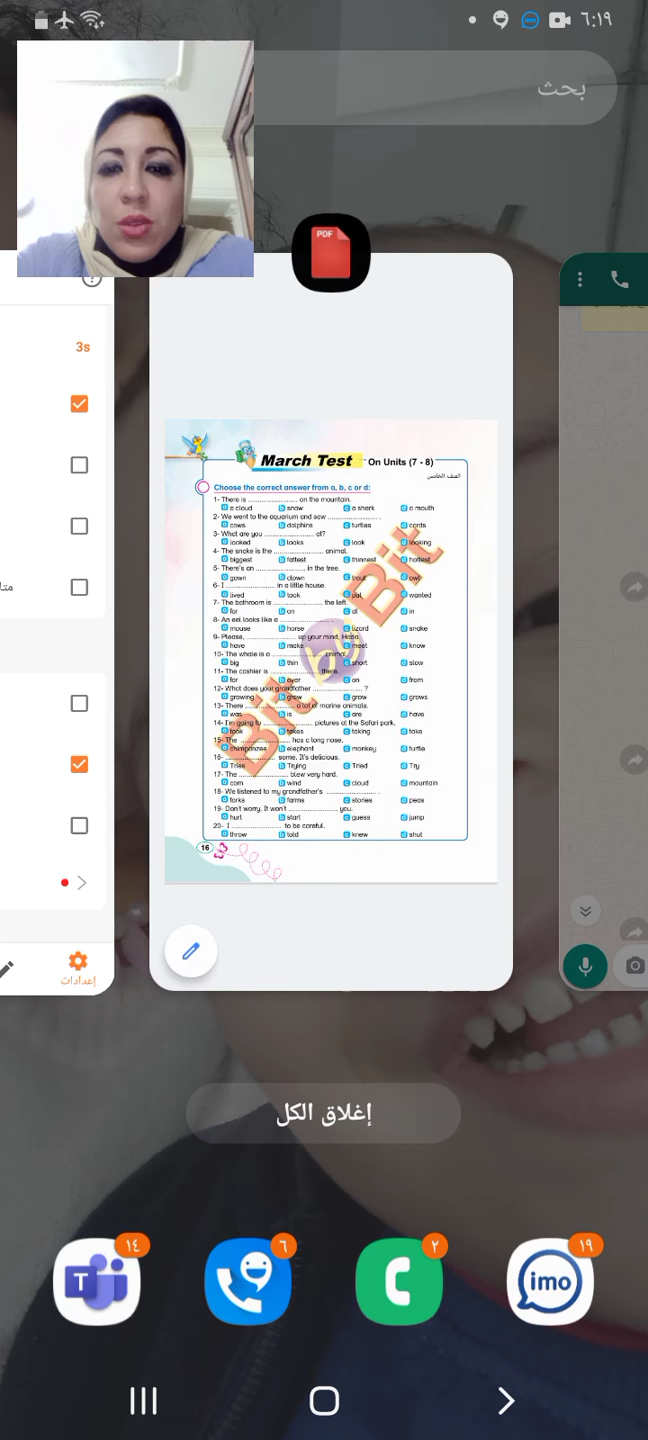 ٦:١٩
بحث
PDF
3s
March Test On Units (7 - 8)
الصف الخامس
Choose the correct answer from a, b, c or d:
1- There is ........................ on the mountain.
a a cloud b snow c a shark d a mouth
2- We went to the aquarium and saw ........................ .
a cows b dolphins c turtles d cards
3- What are you ........................ at?
a looked b looks c look d looking
4- The snake is the ........................ animal.
a biggest b fattest c thinnest d hottest
5- There's an ........................ in the tree.
a gown b clown c trout d owl
6- I ........................ in a little house.
a lived b took c put d wanted
7- The bathroom is ........................ the left.
a for b on c of d in
8- An eel looks like a ........................ .
a mouse b horse c lizard d snake
9- Please, ........................ up your mind, Hoda.
a have b make c meet d know
10- The whale is a ........................ animal.
a big b thin c short d slow
11- The cashier is ........................ there.
a for b over c on d from
12- What does your grandfather ........................ ?
a growing b grew c grow d grows
13- There ........................ a lot of marine animals.
a was b is c are d have
14- I'm going to ........................ pictures at the Safari park.
a took b takes c taking d take
15- The ........................ has a long nose.
a chimpanzee b elephant c monkey d turtle
16- ........................ some. It's delicious.
a Tries b Trying c Tried d Try
17- The ........................ blew very hard.
a corn b wind c cloud d mountain
18- We listened to my grandfather's ........................ .
a forks b farms c stories d peas
19- Don't worry. It won't ........................ you.
a hurt b start c guess d jump
20- I ........................ to be careful.
a throw b told c knew d shut
Bit by Bit
16
إعدادات
إغلاق الكل
١٤
٦
٢
١٩
T
imo